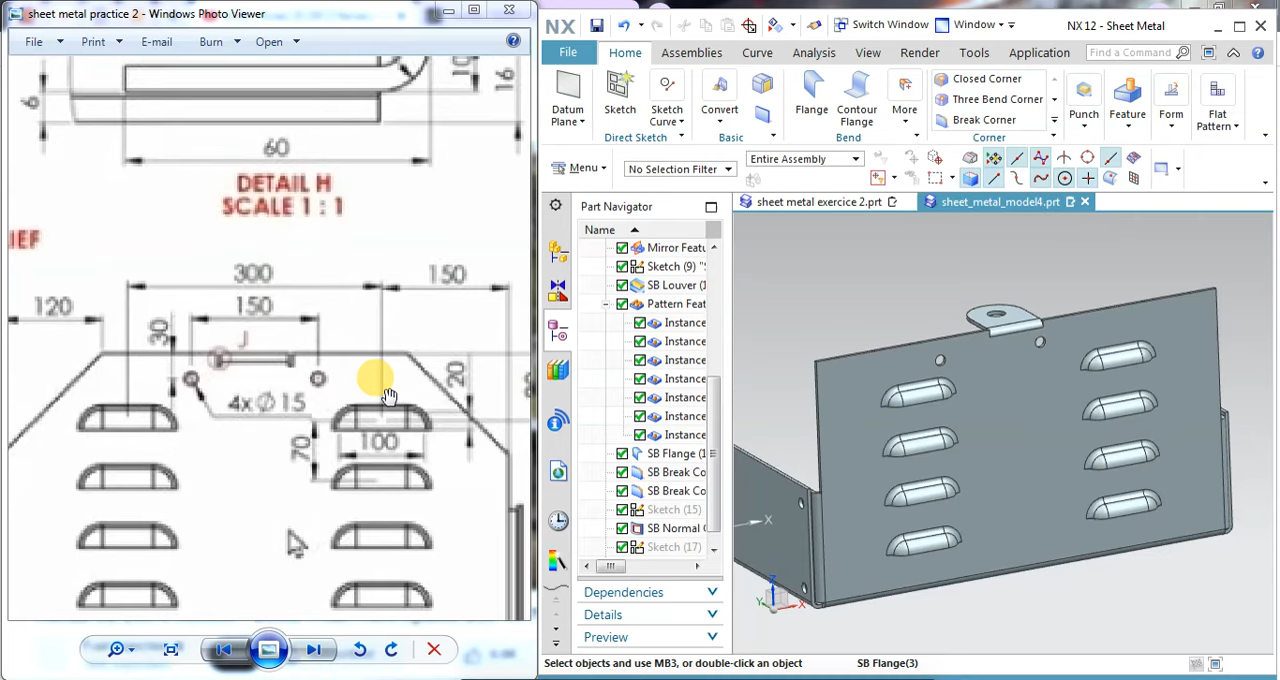 sheet metal practice 2 - Windows Photo Viewer
File Print E-mail Burn Open
6
16
60
DETAIL H
SCALE 1 : 1
IEF
300
150
120
150
30
J
20
4x Ø 15
100
70
NX
Switch Window
Window
NX 12 - Sheet Metal
File Home Assemblies Curve Analysis View Render Tools Application
Find a Command
Datum Plane
Sketch
Sketch Curve
Convert
Flange
Contour Flange
More
Closed Corner
Three Bend Corner
Break Corner
Punch
Feature
Form
Flat Pattern
Direct Sketch
Basic
Bend
Corner
Menu
No Selection Filter
Entire Assembly
Part Navigator
sheet metal exercice 2.prt
sheet_metal_model4.prt
Name
Mirror Featu
Sketch (9) "S
SB Louver (1
Pattern Feat
Instance
Instance
Instance
Instance
Instance
Instance
Instance
SB Flange (1
SB Break Co
SB Break Co
Sketch (15)
SB Normal C
Sketch (17)
Dependencies
Details
Preview
X
Z
Y
X
Select objects and use MB3, or double-click an object
SB Flange(3)